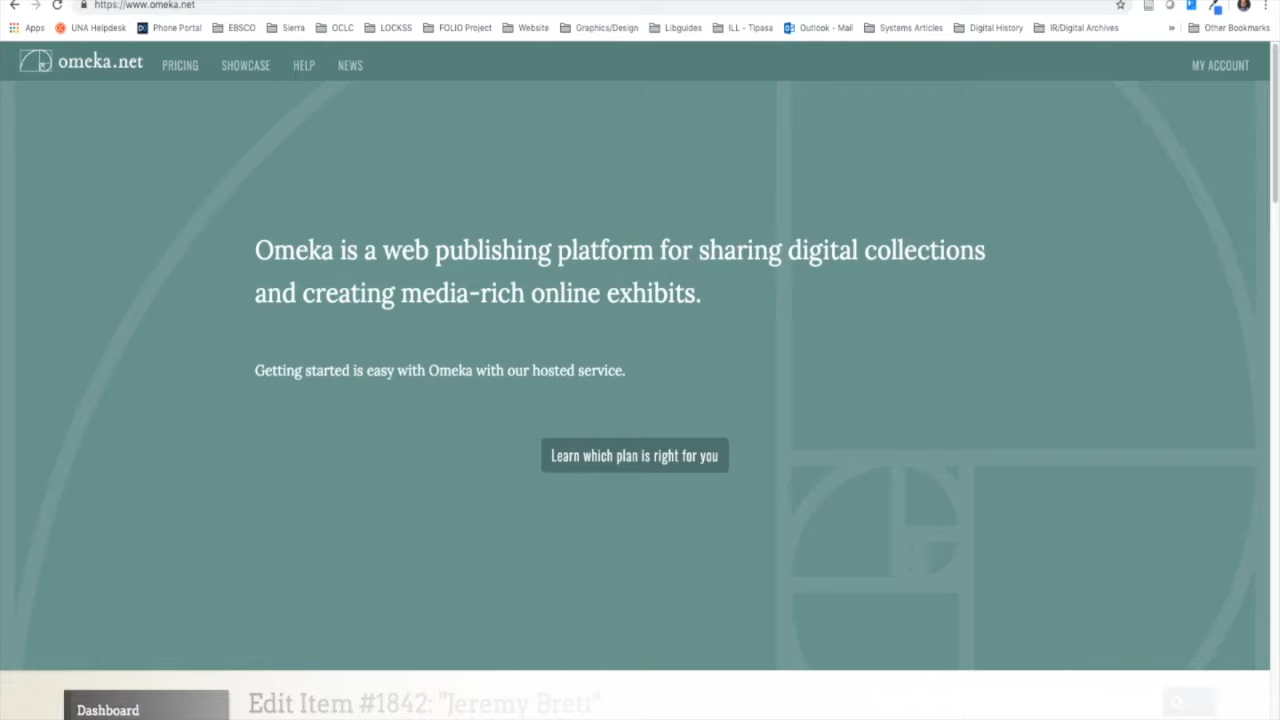 https://www.omeka.net
Apps UNA Helpdesk Phone Portal EBSCO Sierra OCLC LOCKSS FOLIO Project Website Graphics/Design Libguides ILL - Tipasa Outlook - Mail Systems Articles Digital History IR/Digital Archives » Other Bookmarks
omeka.net PRICING SHOWCASE HELP NEWS MY ACCOUNT
Omeka is a web publishing platform for sharing digital collections
and creating media-rich online exhibits.
Getting started is easy with Omeka with our hosted service.
Learn which plan is right for you
Edit Item #1842: "Jeremy Brett"
Dashboard